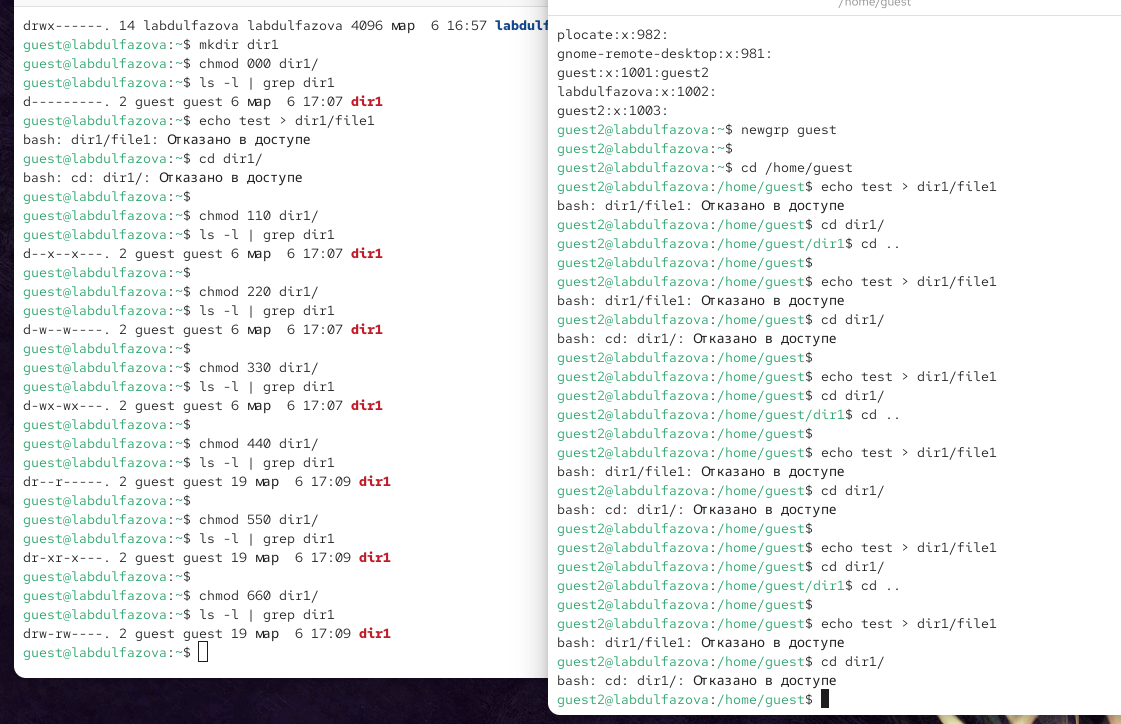 drwx------. 14 labdulfazova labdulfazova 4096 мар  6 16:57
guest@labdulfazova:~$ mkdir dir1
guest@labdulfazova:~$ chmod 000 dir1/
guest@labdulfazova:~$ ls -l | grep dir1
d---------. 2 guest guest 6 мар  6 17:07 dir1
guest@labdulfazova:~$ echo test > dir1/file1
bash: dir1/file1: Отказано в доступе
guest@labdulfazova:~$ cd dir1/
bash: cd: dir1/: Отказано в доступе
guest@labdulfazova:~$
guest@labdulfazova:~$ chmod 110 dir1/
guest@labdulfazova:~$ ls -l | grep dir1
d--x--x---. 2 guest guest 6 мар  6 17:07 dir1
guest@labdulfazova:~$
guest@labdulfazova:~$ chmod 220 dir1/
guest@labdulfazova:~$ ls -l | grep dir1
d-w--w----. 2 guest guest 6 мар  6 17:07 dir1
guest@labdulfazova:~$
guest@labdulfazova:~$ chmod 330 dir1/
guest@labdulfazova:~$ ls -l | grep dir1
d-wx-wx---. 2 guest guest 6 мар  6 17:07 dir1
guest@labdulfazova:~$
guest@labdulfazova:~$ chmod 440 dir1/
guest@labdulfazova:~$ ls -l | grep dir1
dr--r-----. 2 guest guest 19 мар  6 17:09 dir1
guest@labdulfazova:~$
guest@labdulfazova:~$ chmod 550 dir1/
guest@labdulfazova:~$ ls -l | grep dir1
dr-xr-x---. 2 guest guest 19 мар  6 17:09 dir1
guest@labdulfazova:~$
guest@labdulfazova:~$ chmod 660 dir1/
guest@labdulfazova:~$ ls -l | grep dir1
drw-rw----. 2 guest guest 19 мар  6 17:09 dir1
guest@labdulfazova:~$
/home/guest
plocate:x:982:
gnome-remote-desktop:x:981:
guest:x:1001:guest2
labdulfazova:x:1002:
guest2:x:1003:
guest2@labdulfazova:~$ newgrp guest
guest2@labdulfazova:~$
guest2@labdulfazova:~$ cd /home/guest
guest2@labdulfazova:/home/guest$ echo test > dir1/file1
bash: dir1/file1: Отказано в доступе
guest2@labdulfazova:/home/guest$ cd dir1/
guest2@labdulfazova:/home/guest/dir1$ cd ..
guest2@labdulfazova:/home/guest$
guest2@labdulfazova:/home/guest$ echo test > dir1/file1
bash: dir1/file1: Отказано в доступе
guest2@labdulfazova:/home/guest$ cd dir1/
bash: cd: dir1/: Отказано в доступе
guest2@labdulfazova:/home/guest$
guest2@labdulfazova:/home/guest$ echo test > dir1/file1
guest2@labdulfazova:/home/guest$ cd dir1/
guest2@labdulfazova:/home/guest/dir1$ cd ..
guest2@labdulfazova:/home/guest$
guest2@labdulfazova:/home/guest$ echo test > dir1/file1
bash: dir1/file1: Отказано в доступе
guest2@labdulfazova:/home/guest$ cd dir1/
bash: cd: dir1/: Отказано в доступе
guest2@labdulfazova:/home/guest$
guest2@labdulfazova:/home/guest$ echo test > dir1/file1
guest2@labdulfazova:/home/guest$ cd dir1/
guest2@labdulfazova:/home/guest/dir1$ cd ..
guest2@labdulfazova:/home/guest$
guest2@labdulfazova:/home/guest$ echo test > dir1/file1
bash: dir1/file1: Отказано в доступе
guest2@labdulfazova:/home/guest$ cd dir1/
bash: cd: dir1/: Отказано в доступе
guest2@labdulfazova:/home/guest$